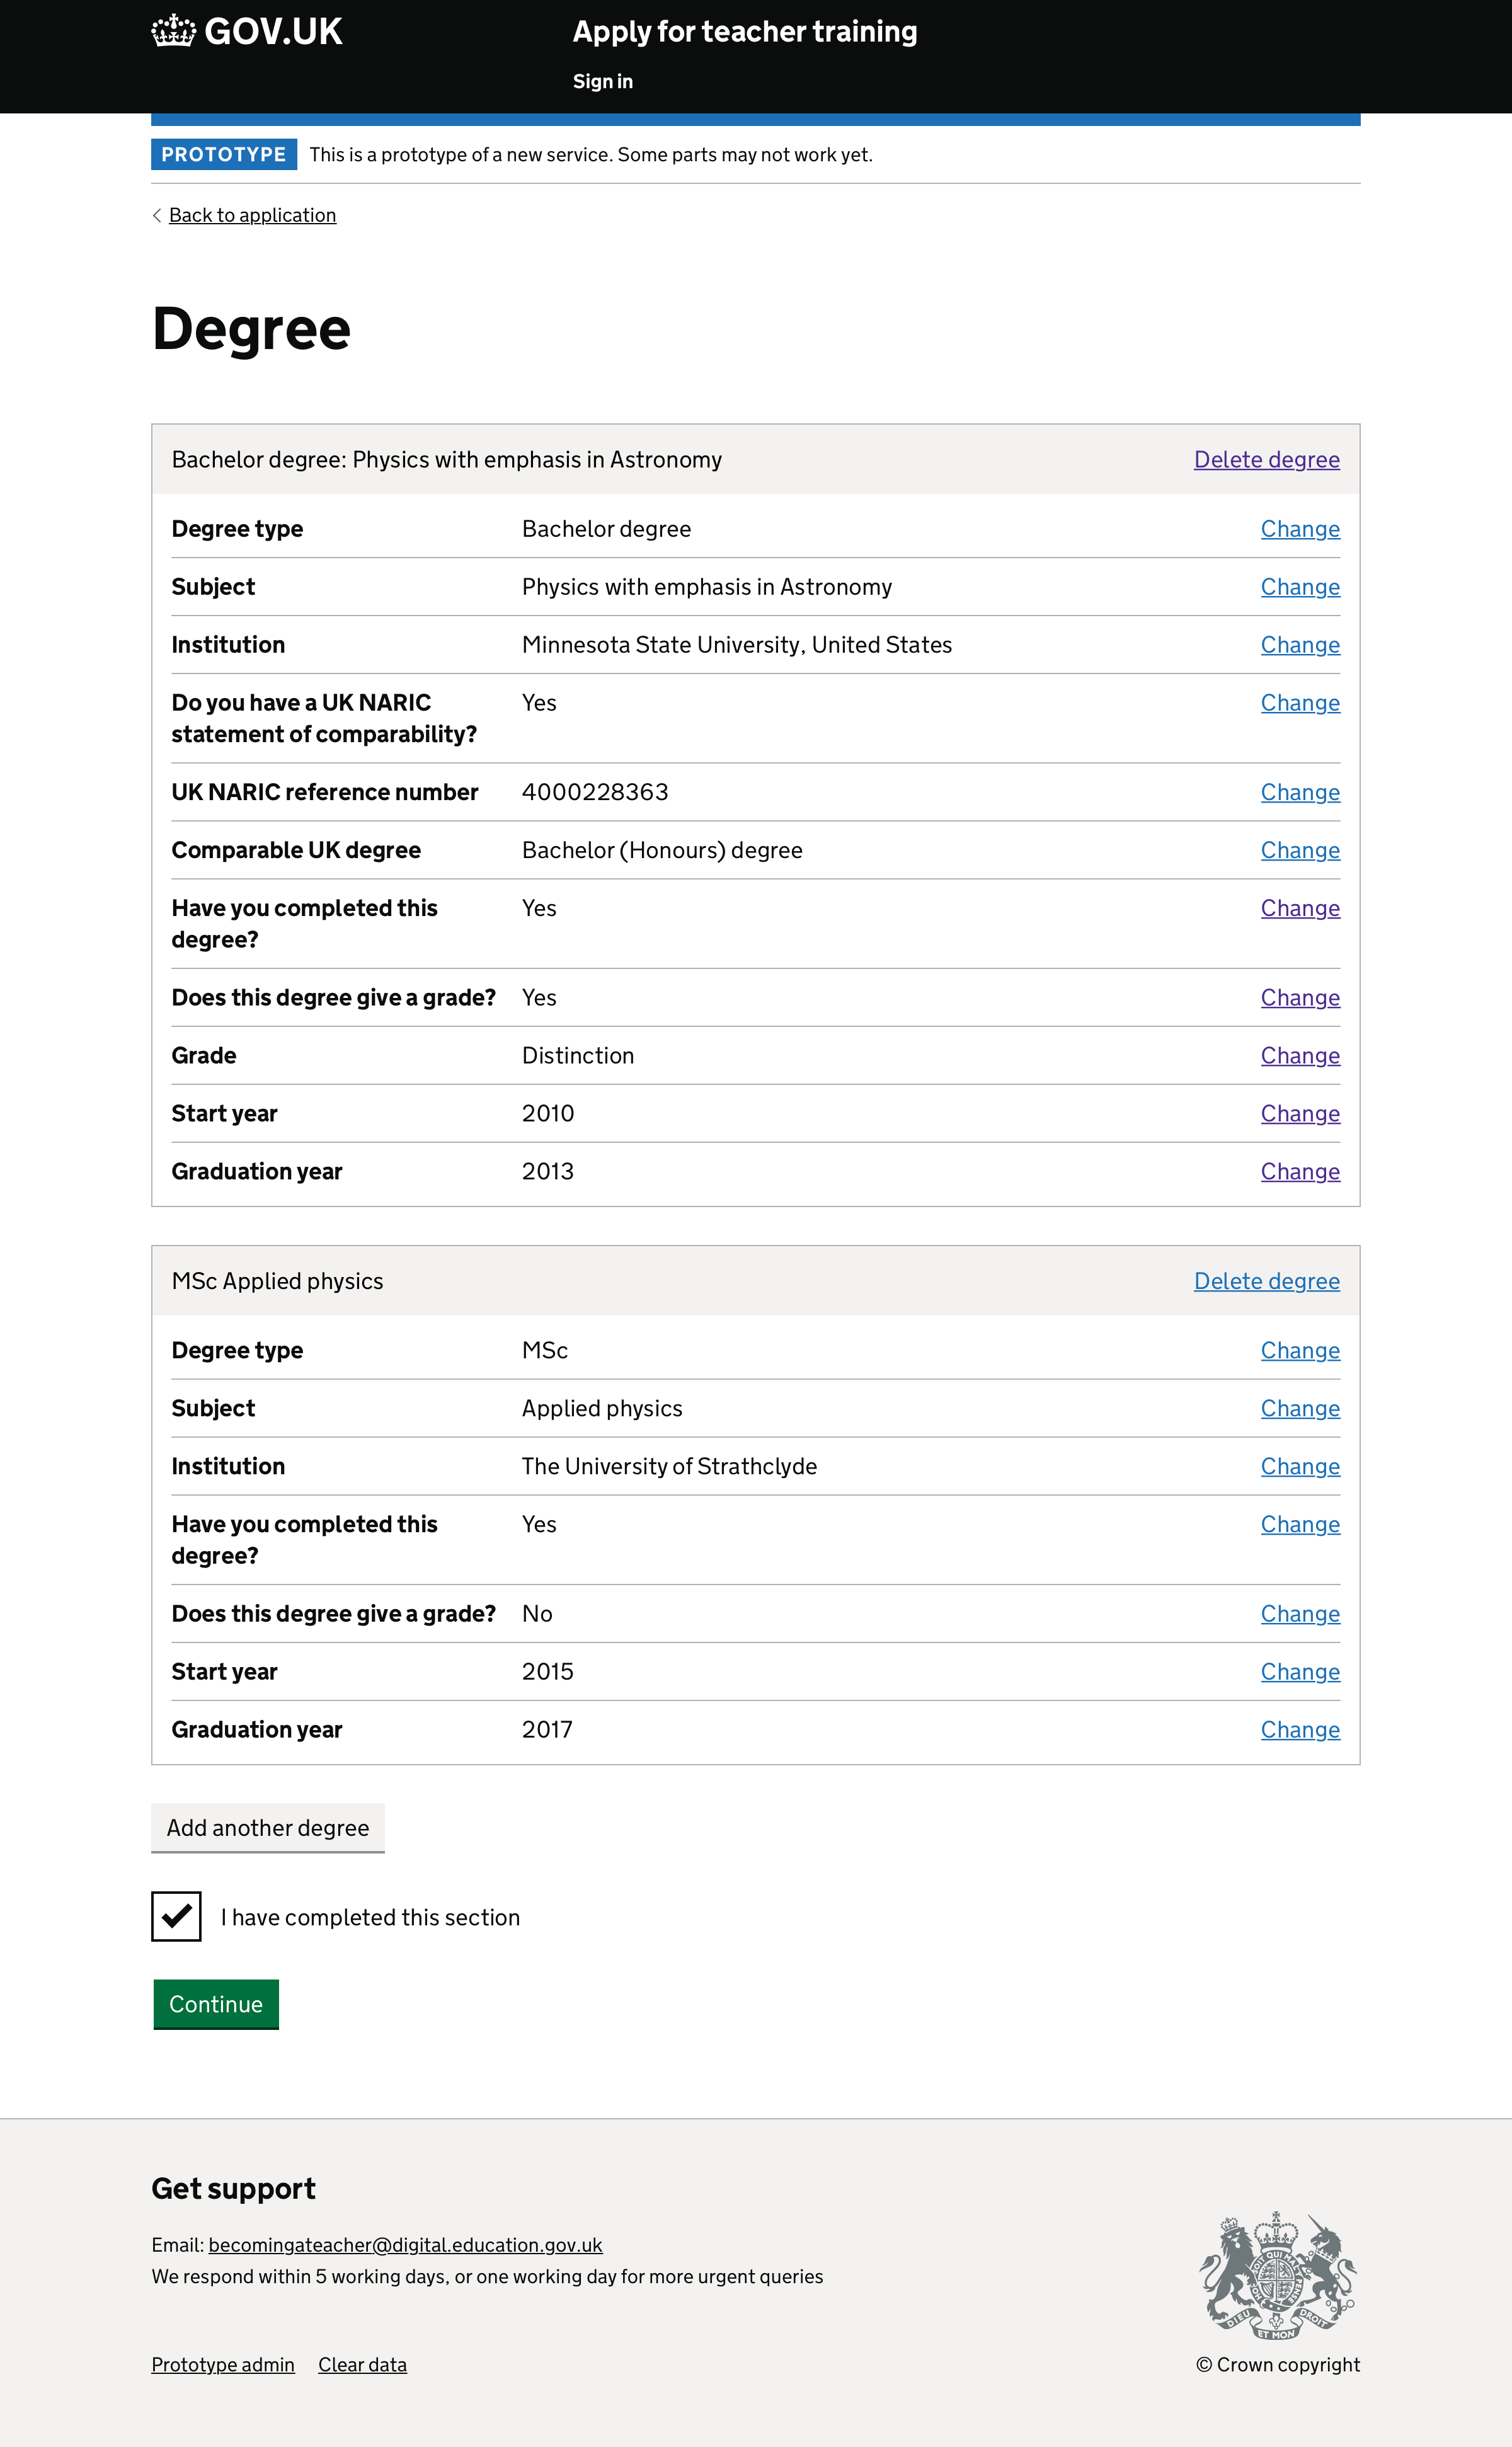 GOV.UK
Apply for teacher training
Sign in
PROTOTYPE This is a prototype of a new service. Some parts may not work yet.
Back to application
Degree
Bachelor degree: Physics with emphasis in Astronomy Delete degree
Degree type Bachelor degree Change
Subject Physics with emphasis in Astronomy Change
Institution Minnesota State University, United States Change
Do you have a UK NARIC Yes Change
statement of comparability?
UK NARIC reference number 4000228363 Change
Comparable UK degree Bachelor (Honours) degree Change
Have you completed this Yes Change
degree?
Does this degree give a grade? Yes Change
Grade Distinction Change
Start year 2010 Change
Graduation year 2013 Change
MSc Applied physics Delete degree
Degree type MSc Change
Subject Applied physics Change
Institution The University of Strathclyde Change
Have you completed this Yes Change
degree?
Does this degree give a grade? No Change
Start year 2015 Change
Graduation year 2017 Change
Add another degree
I have completed this section
Continue
Get support
Email: becomingateacher@digital.education.gov.uk
We respond within 5 working days, or one working day for more urgent queries
DIEU ET MON DROIT
Prototype admin Clear data
© Crown copyright